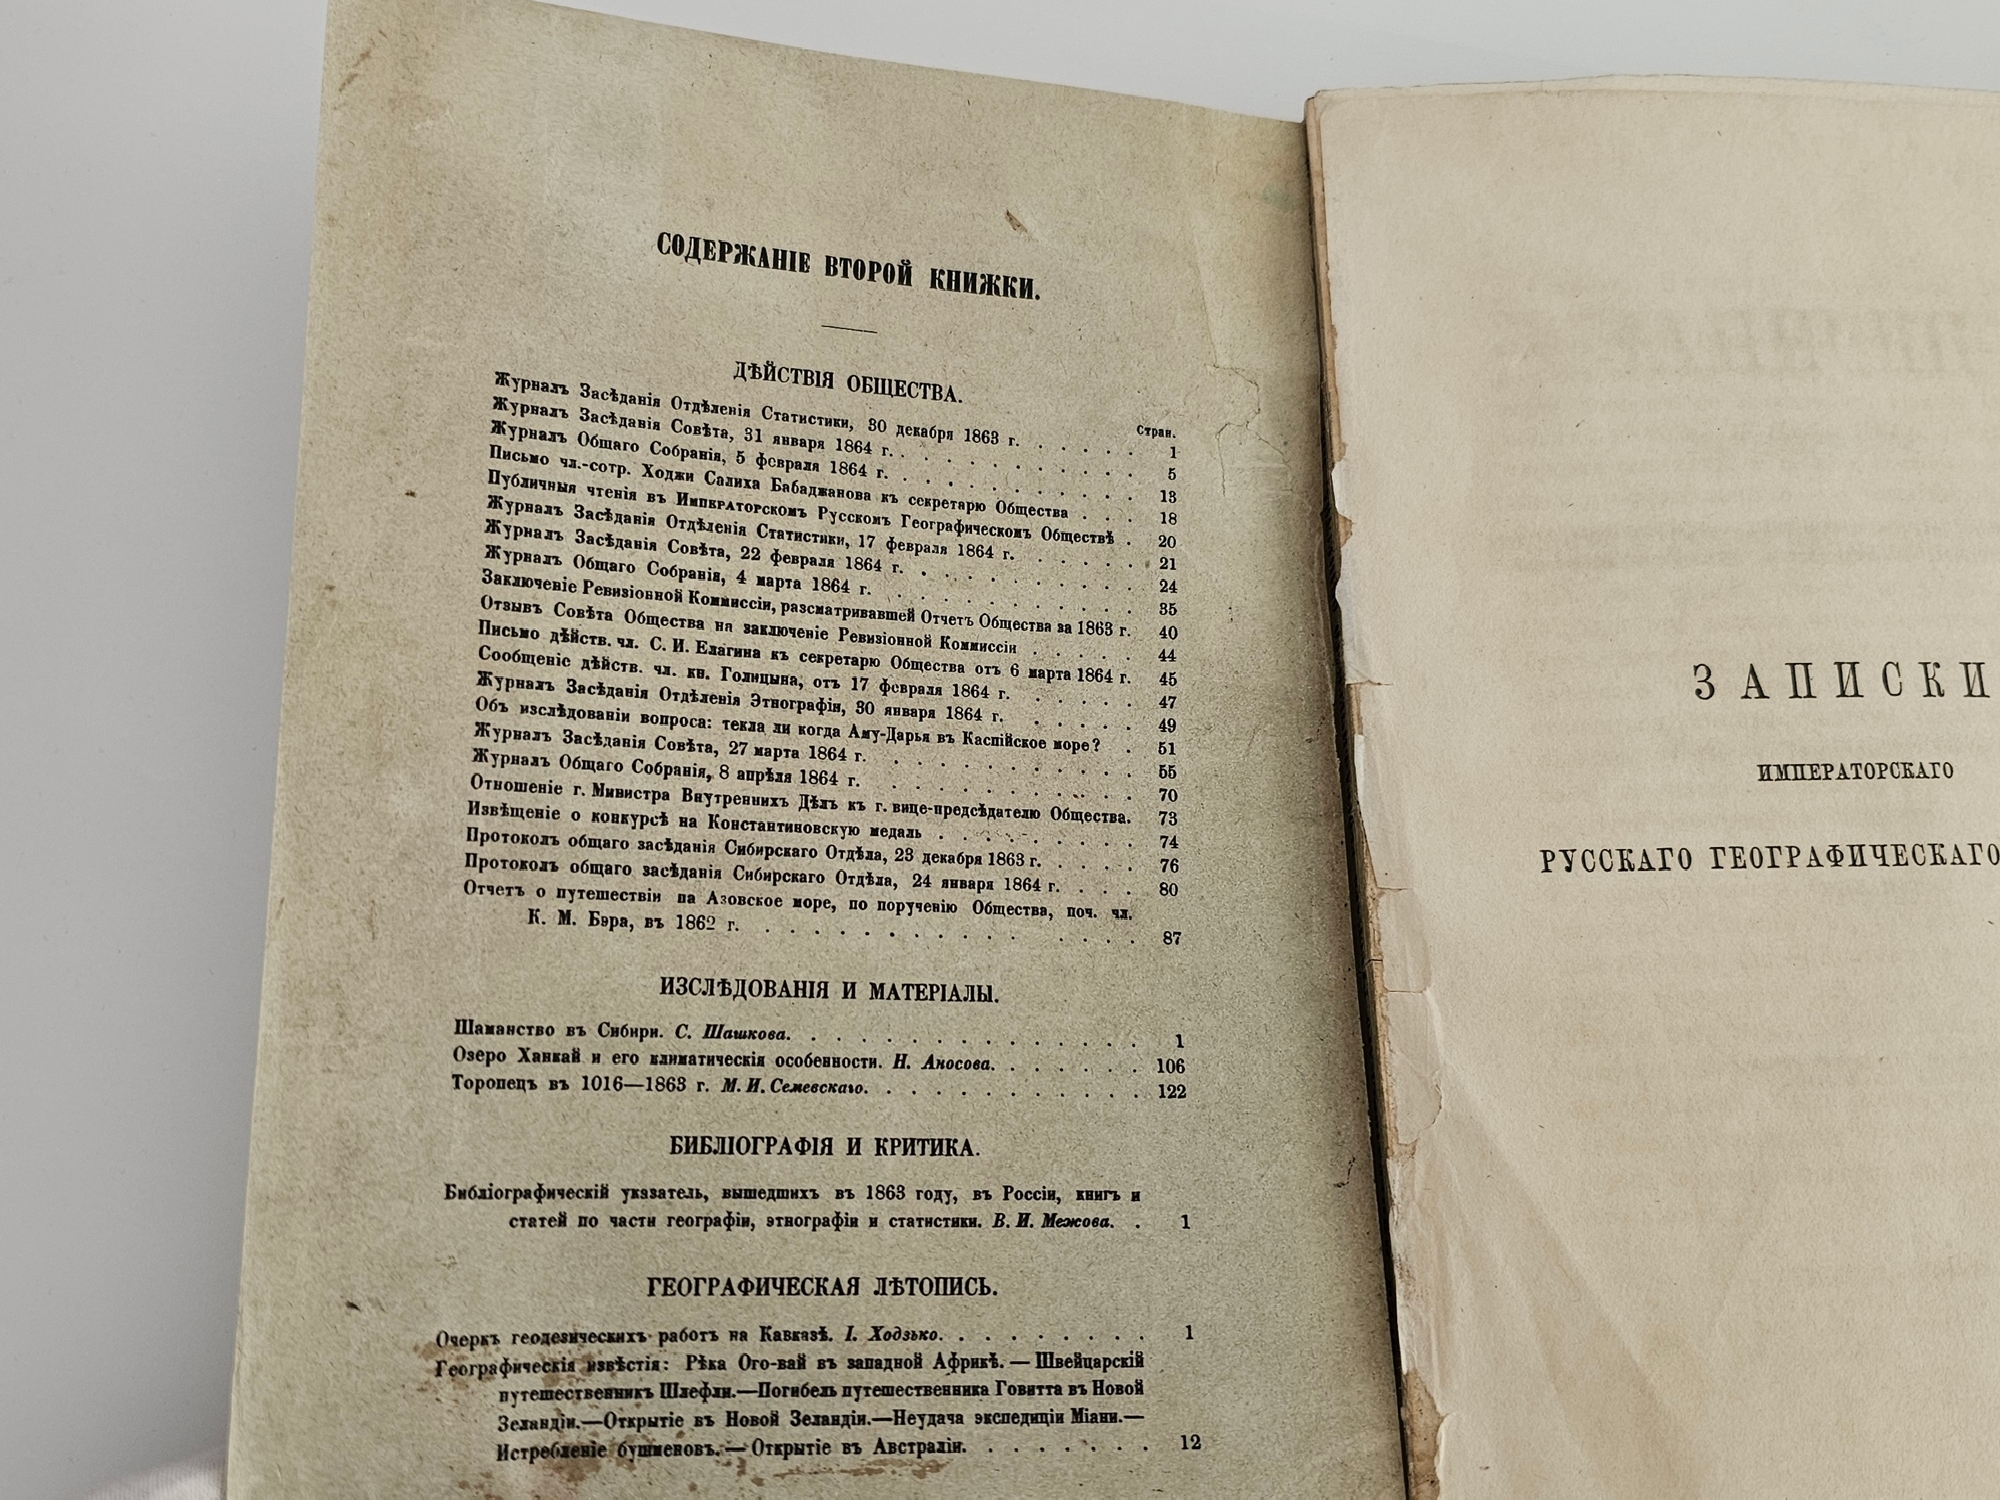 СОДЕРЖАНІЕ ВТОРОЙ КНИЖКИ.
ДѢЙСТВІЯ ОБЩЕСТВА.
Стран.
Журналъ Засѣданія Отдѣленія Статистики, 30 декабря 1863 г. . . . . . 1
Журналъ Засѣданія Совѣта, 31 января 1864 г. . . . . . . . . . . 5
Журналъ Общаго Собранія, 5 февраля 1864 г. . . . . . . . . . . 13
Письмо чл.-сотр. Ходжи Салиха Бабаджанова къ секретарю Общества . . . 18
Публичныя чтенія въ Императорскомъ Русскомъ Географическомъ Обществѣ . 20
Журналъ Засѣданія Отдѣленія Статистики, 17 февраля 1864 г. . . . . . 21
Журналъ Засѣданія Совѣта, 22 февраля 1864 г. . . . . . . . . . 24
Журналъ Общаго Собранія, 4 марта 1864 г. . . . . . . . . . . 35
Заключеніе Ревизіонной Коммиссіи, разсматривавшей Отчетъ Общества за 1863 г. 40
Отзывъ Совѣта Общества на заключеніе Ревизіонной Коммиссіи . . . . . 44
Письмо дѣйств. чл. С. И. Елагина къ секретарю Общества отъ 6 марта 1864 г. 45
Сообщеніе дѣйств. чл. кн. Голицына, отъ 17 февраля 1864 г. . . . . . 47
Журналъ Засѣданія Отдѣленія Этнографіи, 30 января 1864 г. . . . . . 49
Объ изслѣдованіи вопроса: текла ли когда Аму-Дарья въ Каспійское море? . 51
Журналъ Засѣданія Совѣта, 27 марта 1864 г. . . . . . . . . . . 55
Журналъ Общаго Собранія, 8 апрѣля 1864 г. . . . . . . . . . . 70
Отношеніе г. Министра Внутреннихъ Дѣлъ къ г. вице-предсѣдателю Общества. 73
Извѣщеніе о конкурсѣ на Константиновскую медаль . . . . . . . . . 74
Протоколъ общаго засѣданія Сибирскаго Отдѣла, 23 декабря 1863 г. . . . . 76
Протоколъ общаго засѣданія Сибирскаго Отдѣла, 24 января 1864 г. . . . 80
Отчетъ о путешествіи на Азовское море, по порученію Общества, поч. чл.
К. М. Бэра, въ 1862 г. . . . . . . . . . . . . . . . 87
ИЗСЛѢДОВАНІЯ И МАТЕРІАЛЫ.
Шаманство въ Сибири. С. Шашкова. . . . . . . . . . . . . . . 1
Озеро Ханкай и его климатическія особенности. Н. Аносова. . . . . . . 106
Торопецъ въ 1016—1863 г. М. И. Семевскаго. . . . . . . . . . . . 122
БИБЛІОГРАФІЯ И КРИТИКА.
Библіографическій указатель, вышедшихъ въ 1863 году, въ Россіи, книгъ и
статей по части географіи, этнографіи и статистики. В. И. Межова. . 1
ГЕОГРАФИЧЕСКАЯ ЛѢТОПИСЬ.
Очеркъ геодезическихъ работъ на Кавказѣ. І. Ходзько. . . . . . . . . 1
Географическія извѣстія: Рѣка Ого-вай въ западной Африкѣ. — Швейцарскій
путешественникъ Шлефли.—Погибель путешественника Говитта въ Новой
Зеландіи.—Открытіе въ Новой Зеландіи.—Неудача экспедиціи Міани.—
Истребленіе бушменовъ. — Открытіе въ Австраліи. . . . . . . . 12
ЗАПИСКИ
ИМПЕРАТОРСКАГО
РУССКАГО ГЕОГРАФИЧЕСКАГО